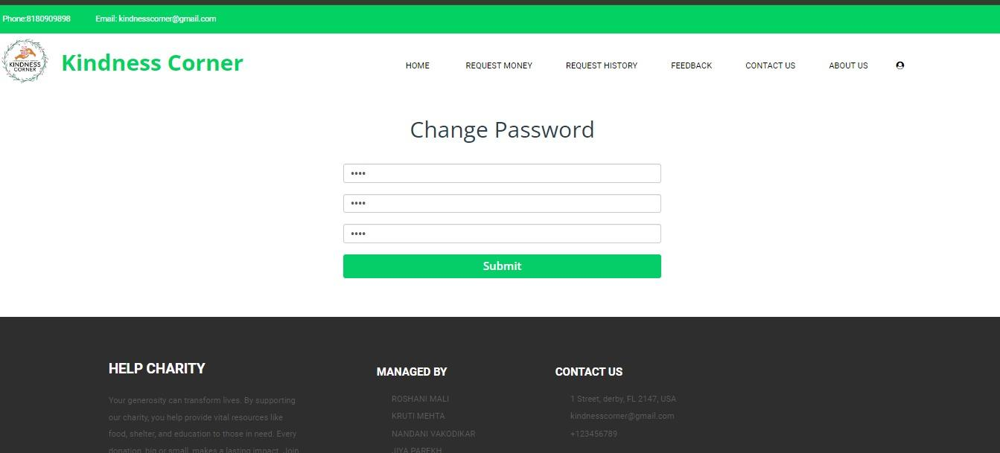 Phone:8180909898 Email: kindnesscorner@gmail.com
KINDNESS
CORNER
Kindness Corner
HOME REQUEST MONEY REQUEST HISTORY FEEDBACK CONTACT US ABOUT US
Change Password
••••
••••
••••
Submit
HELP CHARITY
Your generosity can transform lives. By supporting
our charity, you help provide vital resources like
food, shelter, and education to those in need. Every
donation, big or small, makes a lasting impact. Join
MANAGED BY
ROSHANI MALI
KRUTI MEHTA
NANDANI VAKODIKAR
JIYA PAREKH
CONTACT US
1 Street, derby, FL 2147, USA
kindnesscorner@gmail.com
+123456789